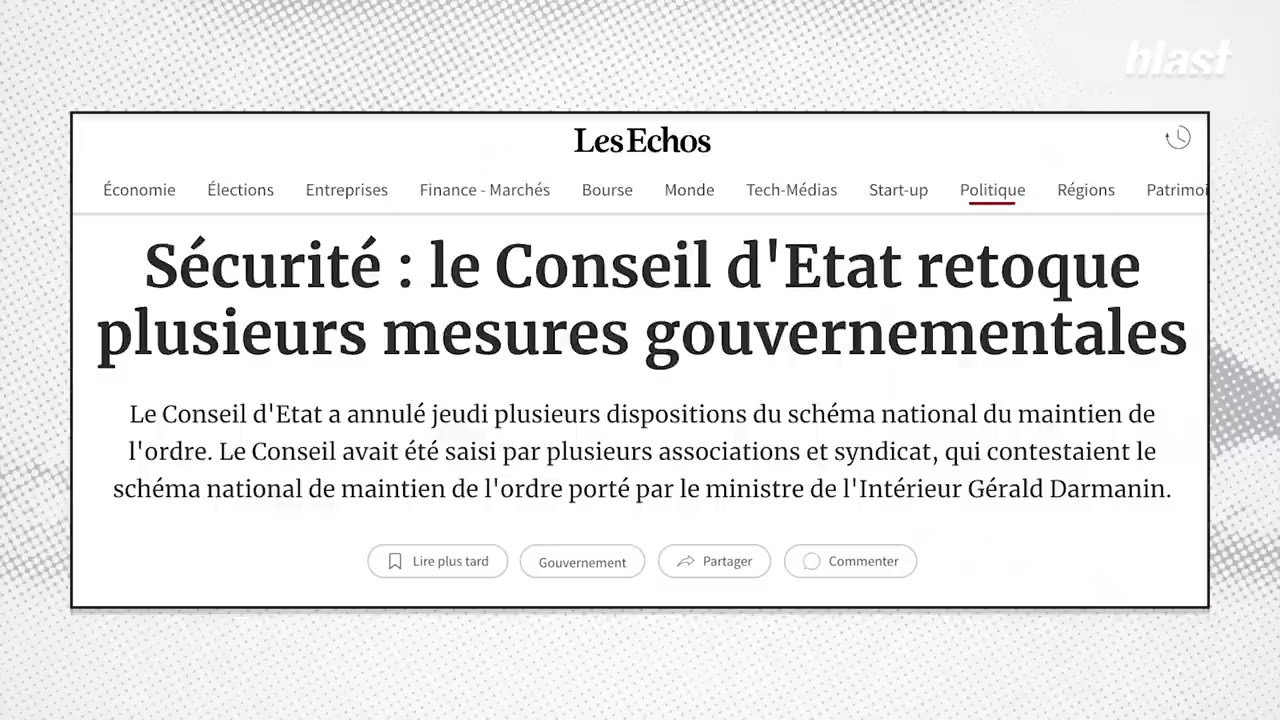 blast
Les Echos
Économie Élections Entreprises Finance - Marchés Bourse Monde Tech-Médias Start-up Politique Régions Patrimoi
Sécurité : le Conseil d'Etat retoque
plusieurs mesures gouvernementales
Le Conseil d'Etat a annulé jeudi plusieurs dispositions du schéma national du maintien de
l'ordre. Le Conseil avait été saisi par plusieurs associations et syndicat, qui contestaient le
schéma national de maintien de l'ordre porté par le ministre de l'Intérieur Gérald Darmanin.
Lire plus tard Gouvernement Partager Commenter